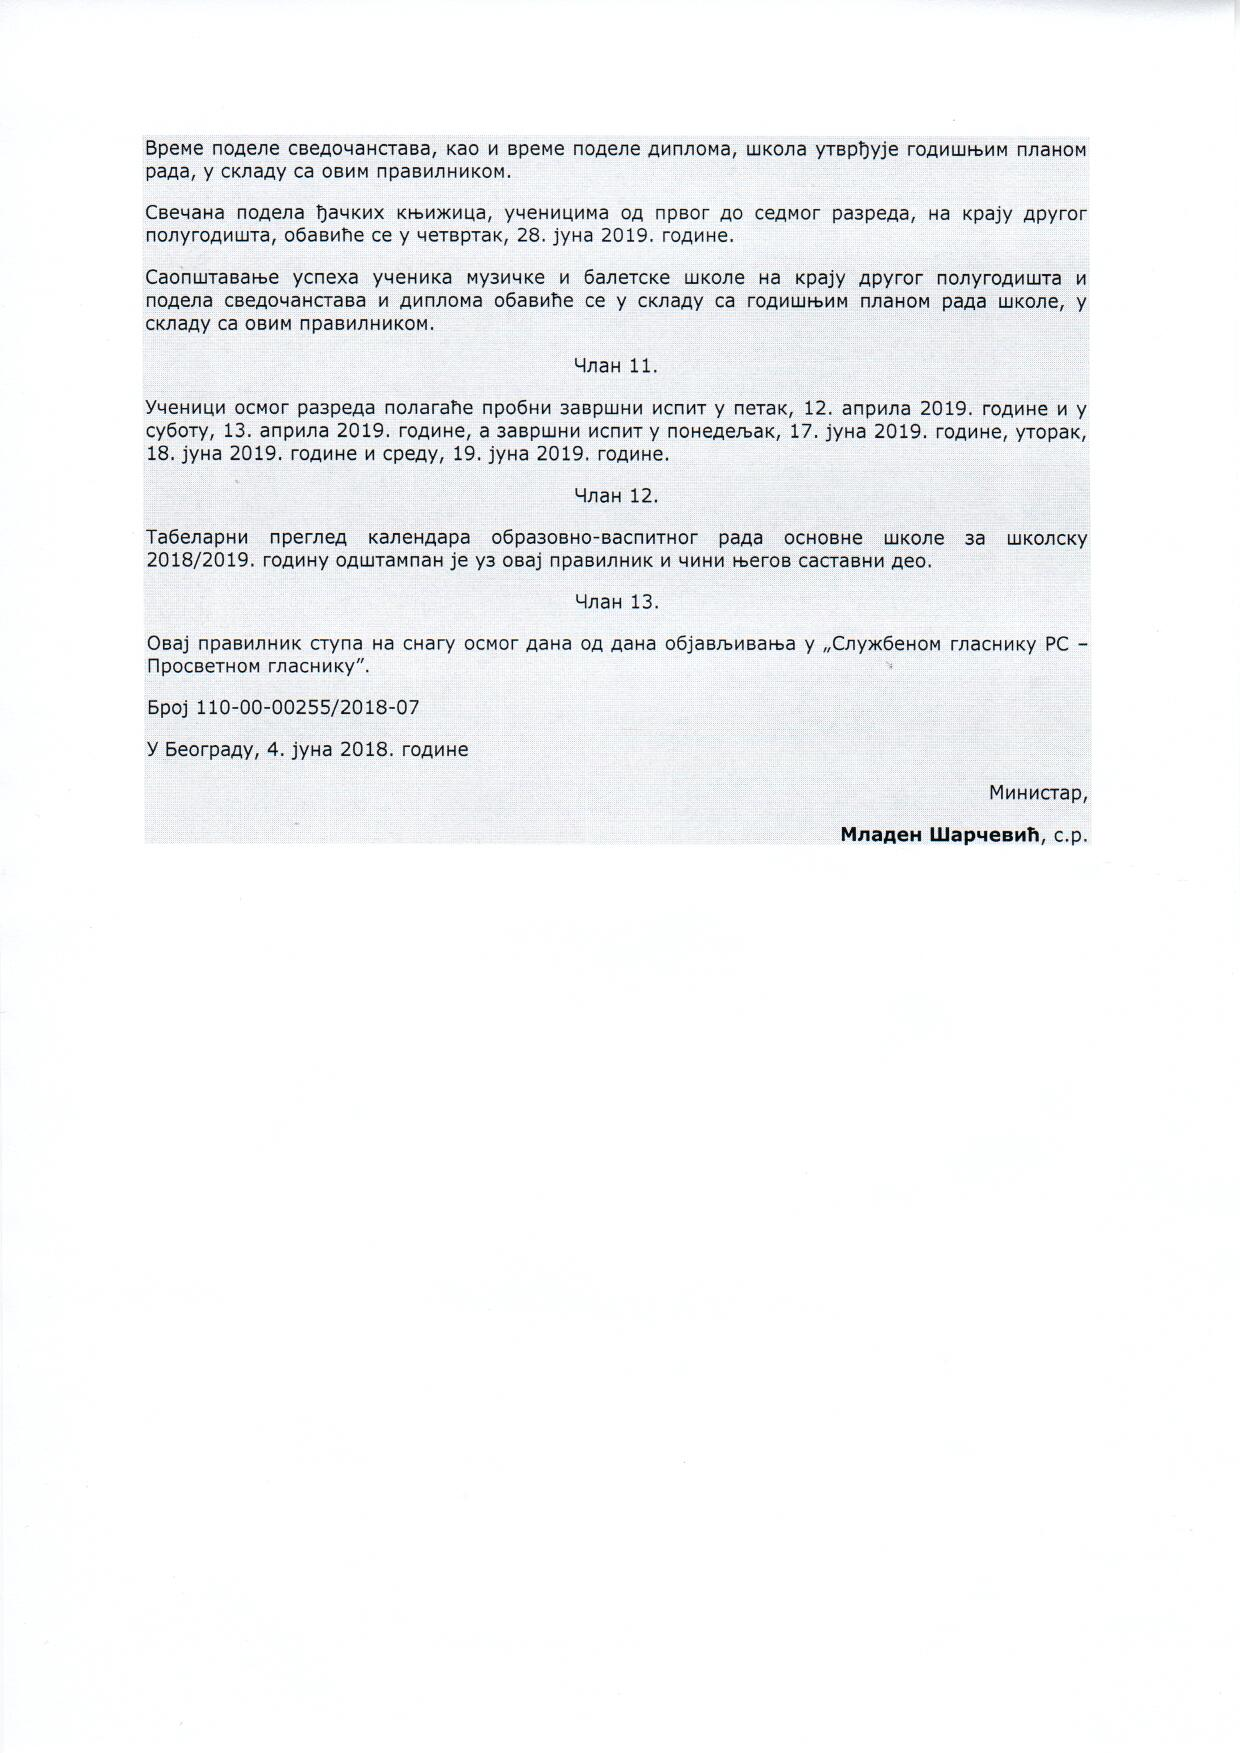 Време поделе сведочанстава, као и време поделе диплома, школа утврђује годишњим планом
рада, у складу са овим правилником.
Свечана подела ђачких књижица, ученицима од првог до седмог разреда, на крају другог
полугодишта, обавиће се у четвртак, 28. јуна 2019. године.
Саопштавање успеха ученика музичке и балетске школе на крају другог полугодишта и
подела сведочанстава и диплома обавиће се у складу са годишњим планом рада школе, у
складу са овим правилником.
Члан 11.
Ученици осмог разреда полагаће пробни завршни испит у петак, 12. априла 2019. године и у
суботу, 13. априла 2019. године, а завршни испит у понедељак, 17. јуна 2019. године, уторак,
18. јуна 2019. године и среду, 19. јуна 2019. године.
Члан 12.
Табеларни преглед календара образовно-васпитног рада основне школе за школску
2018/2019. годину одштампан је уз овај правилник и чини његов саставни део.
Члан 13.
Овај правилник ступа на снагу осмог дана од дана објављивања у „Службеном гласнику РС –
Просветном гласнику”.
Број 110-00-00255/2018-07
У Београду, 4. јуна 2018. године
Министар,
Младен Шарчевић, с.р.